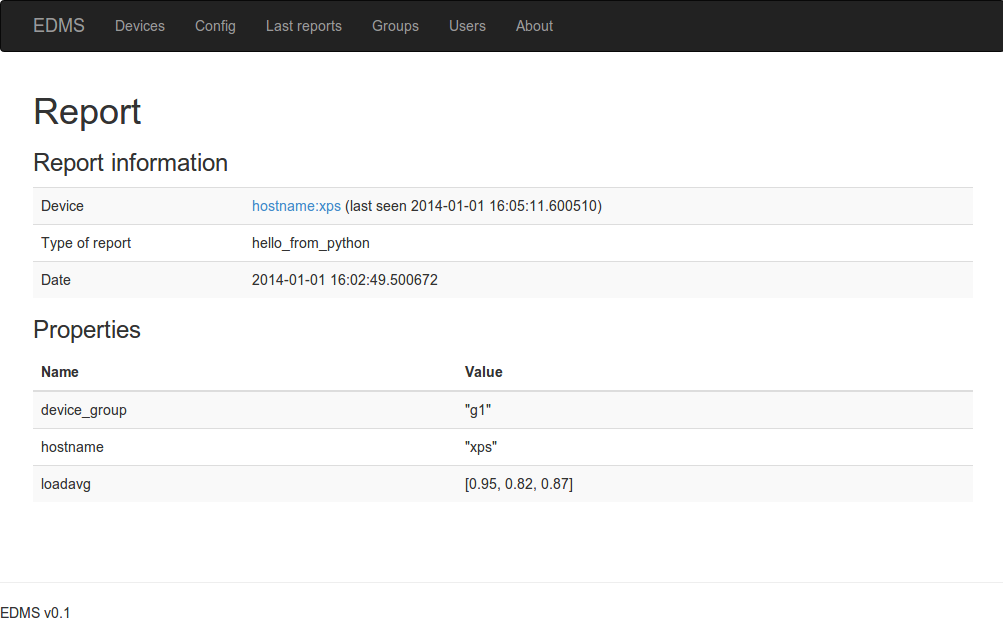 EDMS Devices Config Last reports Groups Users About
Report
Report information
Device hostname:xps (last seen 2014-01-01 16:05:11.600510)
Type of report hello_from_python
Date 2014-01-01 16:02:49.500672
Properties
Name Value
device_group "g1"
hostname "xps"
loadavg [0.95, 0.82, 0.87]
EDMS v0.1